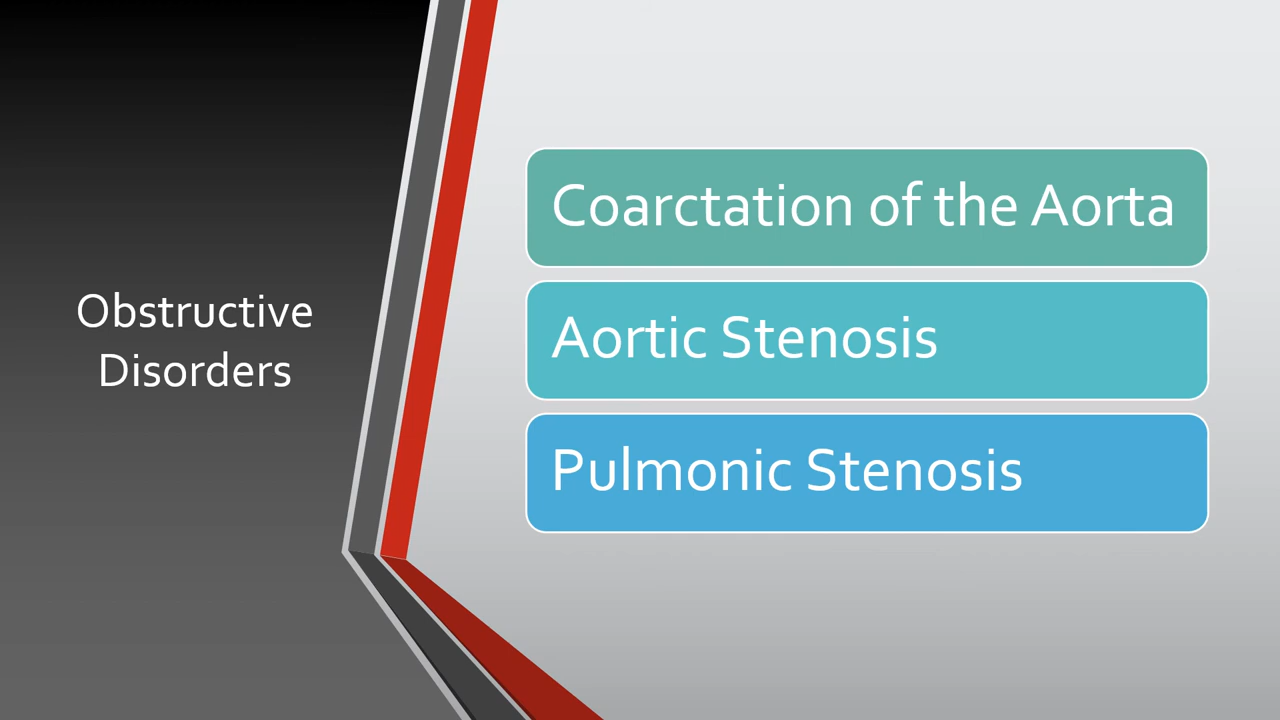 Obstructive
Disorders
Coarctation of the Aorta
Aortic Stenosis
Pulmonic Stenosis